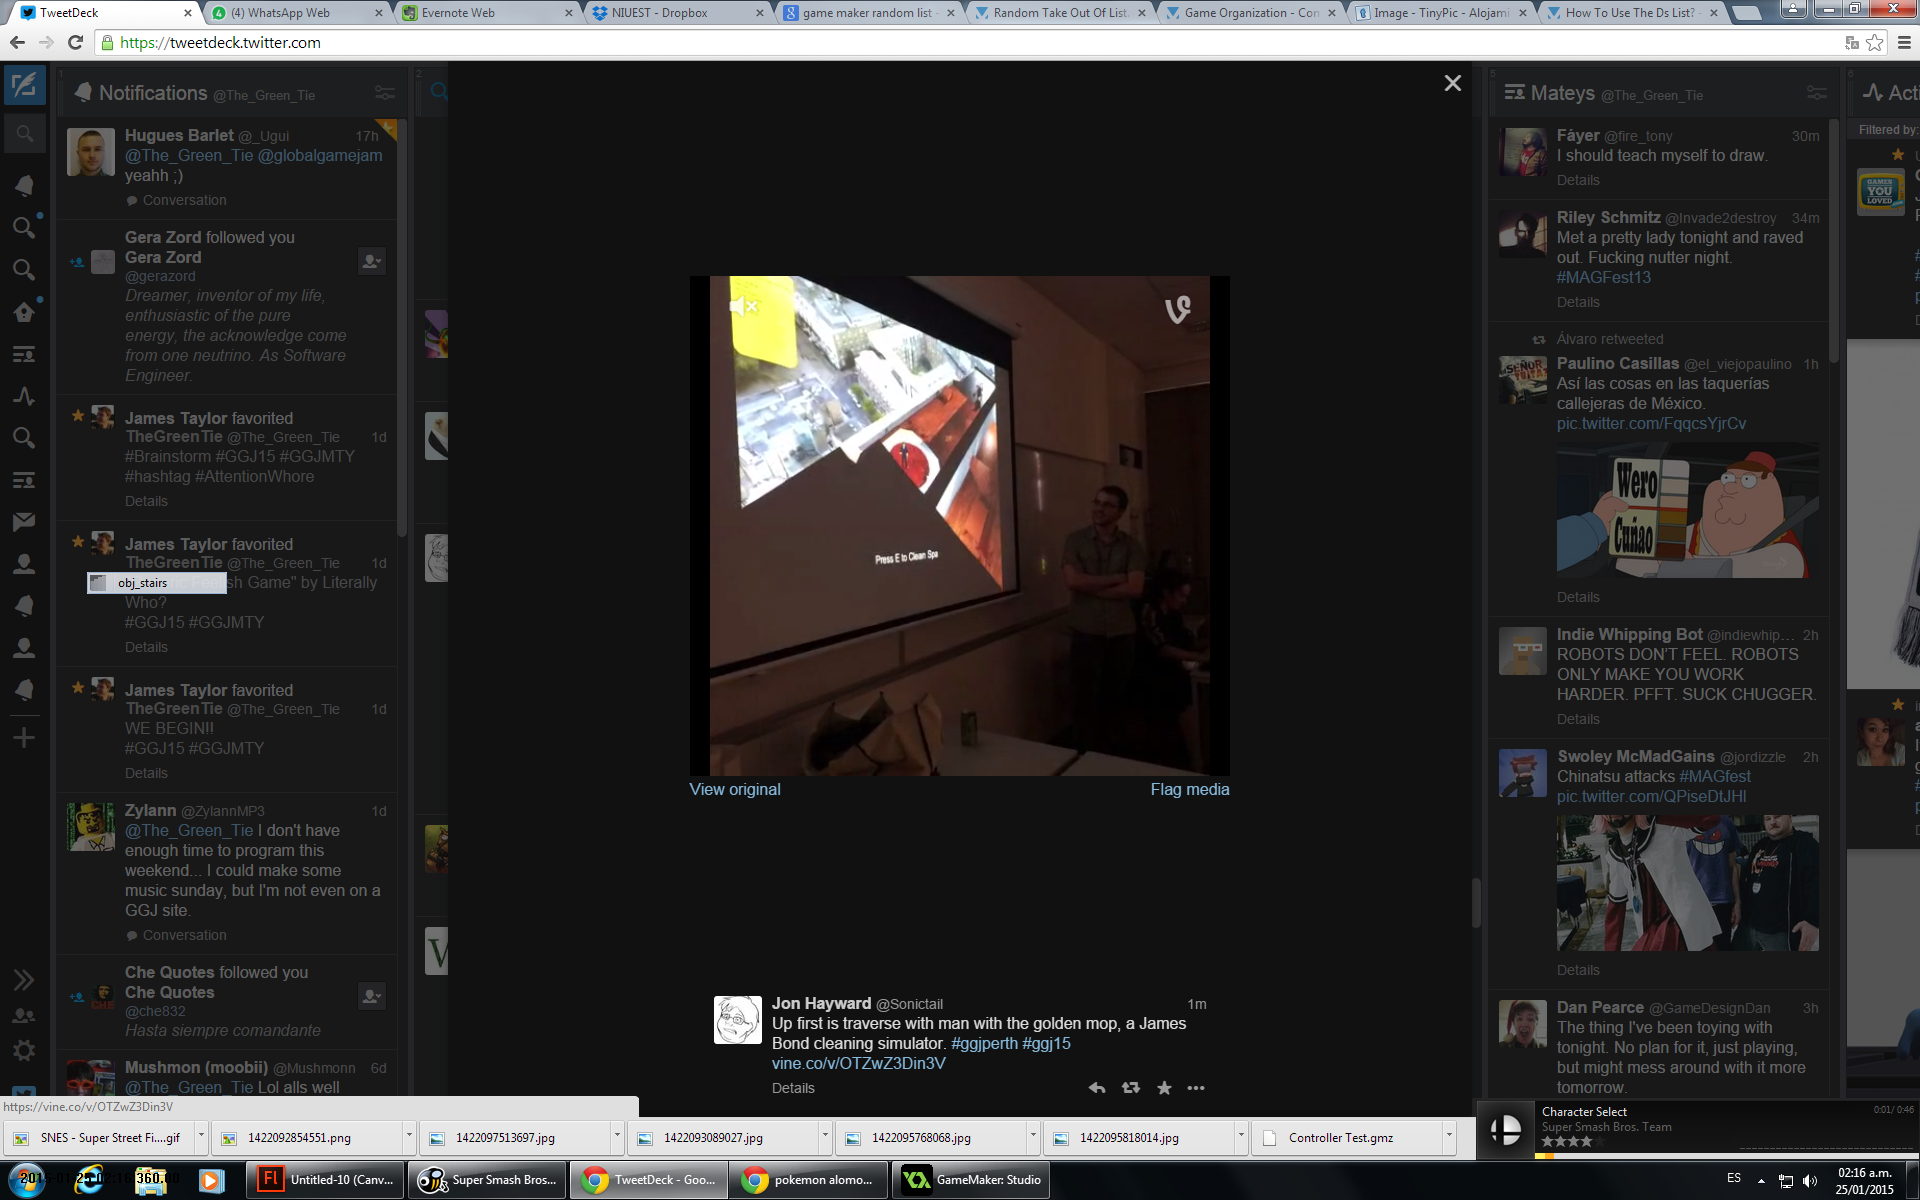 TweetDeck
(4) WhatsApp Web
Evernote Web
NIUEST - Dropbox
game maker random list -
Random Take Out Of List.
Game Organization - Con
Image - TinyPic - Alojami
How To Use The Ds List? -
https://tweetdeck.twitter.com
1
Notifications @The_Green_Tie
Hugues Barlet @_Ugui 17h
@The_Green_Tie @globalgamejam
yeahh ;)
Conversation
Gera Zord followed you
Gera Zord
@gerazord
Dreamer, inventor of my life,
enthusiastic of the pure
energy, the acknowledge come
from one neutrino. As Software
Engineer.
James Taylor favorited
TheGreenTie @The_Green_Tie 1d
#Brainstorm #GGJ15 #GGJMTY
#hashtag #AttentionWhore
Details
James Taylor favorited
TheGreenTie @The_Green_Tie 1d
obj_stairs
sh Game" by Literally
Who?
#GGJ15 #GGJMTY
Details
James Taylor favorited
TheGreenTie @The_Green_Tie 1d
WE BEGIN!!
#GGJ15 #GGJMTY
Details
Zylann @ZylannMP3 1d
@The_Green_Tie I don't have
enough time to program this
weekend... I could make some
music sunday, but I'm not even on a
GGJ site.
Conversation
Che Quotes followed you
Che Quotes
@che832
Hasta siempre comandante
Mushmon (moobii) @Mushmonn 6d
@The_Green_Tie Lol alls well
2
Press E to Clean Spa
View original
Flag media
Jon Hayward @Sonictail 1m
Up first is traverse with man with the golden mop, a James
Bond cleaning simulator. #ggjperth #ggj15
vine.co/v/OTZwZ3Din3V
Details
5
Mateys @The_Green_Tie
Fáyer @fire_tony 30m
I should teach myself to draw.
Details
Riley Schmitz @Invade2destroy 34m
Met a pretty lady tonight and raved
out. Fucking nutter night.
#MAGFest13
Details
Álvaro retweeted
Paulino Casillas @el_viejopaulino 1h
Así las cosas en las taquerías
callejeras de México.
pic.twitter.com/FqqcsYjrCv
Wero
Cuñao
Details
Indie Whipping Bot @indiewhip... 2h
ROBOTS DON'T FEEL. ROBOTS
ONLY MAKE YOU WORK
HARDER. PFFT. SUCK CHUGGER.
Details
Swoley McMadGains @jordizzle 2h
Chinatsu attacks #MAGfest
pic.twitter.com/QPiseDtJHl
Details
Dan Pearce @GameDesignDan 3h
The thing I've been toying with
tonight. No plan for it, just playing,
but might mess around with it more
tomorrow.
6
Acti
Filtered by:
GAMES
YOU
LOVED
https://vine.co/v/OTZwZ3Din3V
SNES - Super Street Fi....gif
1422092854551.png
1422097513697.jpg
1422093089027.jpg
1422095768068.jpg
1422095818014.jpg
Controller Test.gmz
Character Select
Super Smash Bros. Team
0:01 / 0:46
Untitled-10 (Canv...
Super Smash Bros...
TweetDeck - Goo...
pokemon alomo...
GameMaker: Studio
ES
02:16 a.m.
25/01/2015